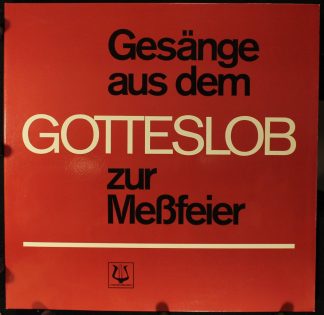 Gesänge
aus dem
GOTTESLOB
zur
Meßfeier